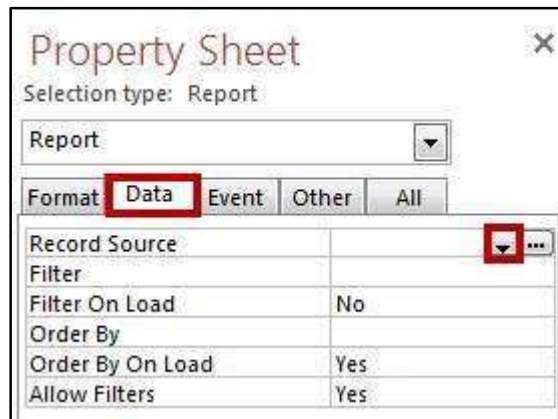 Property Sheet
Selection type: Report
Report
Format Data Event Other All
Record Source
Filter
Filter On Load No
Order By
Order By On Load Yes
Allow Filters Yes